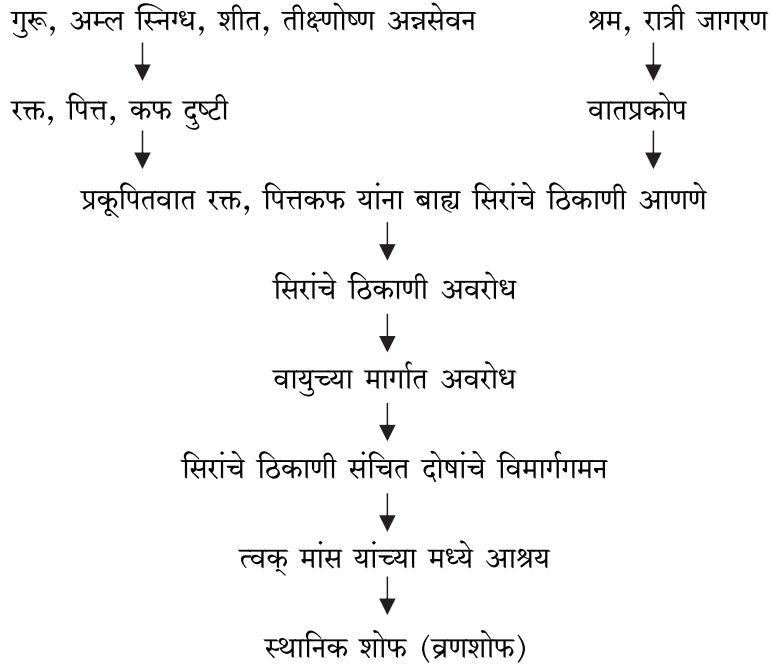 गुरू, अम्ल स्निग्ध, शीत, तीक्ष्णोष्ण अन्नसेवन
श्रम, रात्री जागरण
रक्त, पित्त, कफ दुष्टी
वातप्रकोप
प्रकूपितवात रक्त, पित्तकफ यांना बाह्य सिरांचे ठिकाणी आणणे
सिरांचे ठिकाणी अवरोध
वायुच्या मार्गात अवरोध
सिरांचे ठिकाणी संचित दोषांचे विमार्गगमन
त्वक् मांस यांच्या मध्ये आश्रय
स्थानिक शोफ (व्रणशोफ)